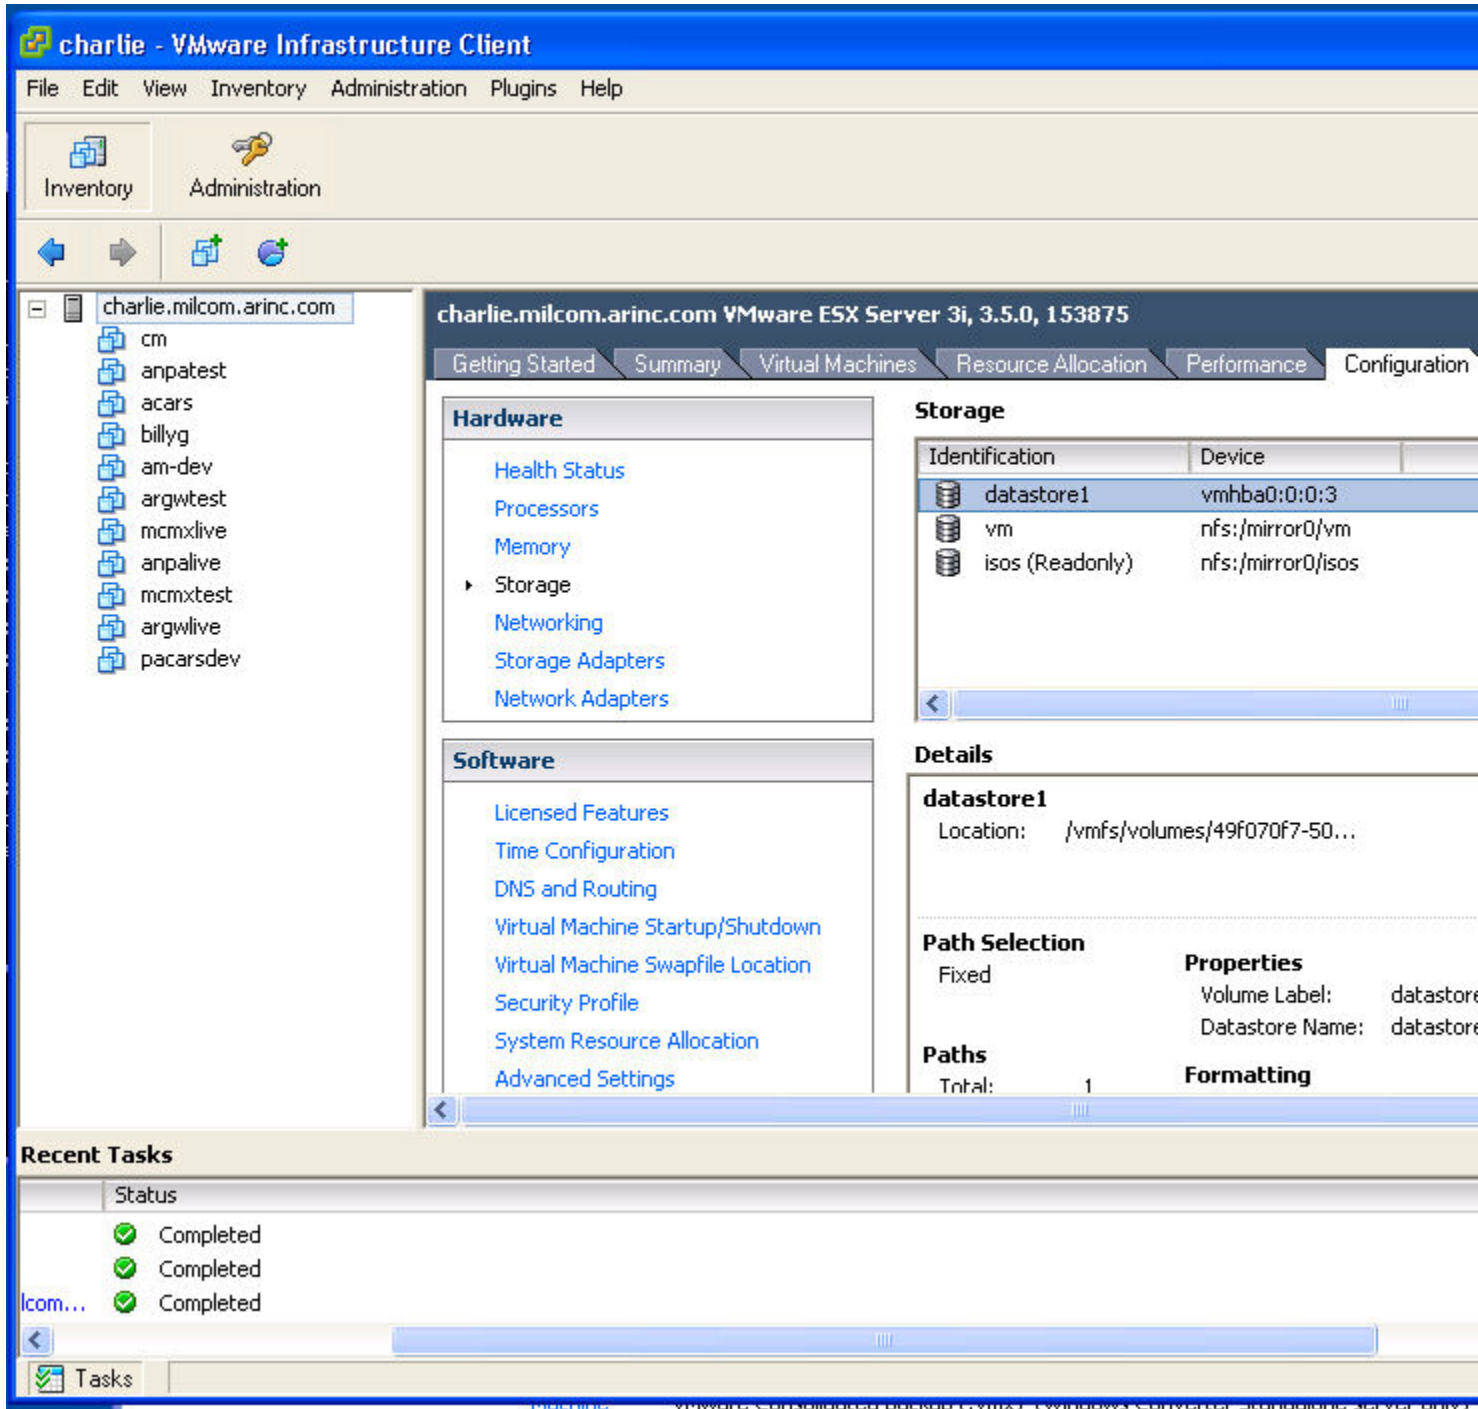 charlie - VMware Infrastructure Client
File Edit View Inventory Administration Plugins Help
Inventory Administration
charlie.milcom.arinc.com
cm
anpatest
acars
billyg
am-dev
argwtest
mcmxlive
anpalive
mcmxtest
argwlive
pacarsdev
charlie.milcom.arinc.com VMware ESX Server 3i, 3.5.0, 153875
Getting Started Summary Virtual Machines Resource Allocation Performance Configuration
Hardware
Health Status
Processors
Memory
Storage
Networking
Storage Adapters
Network Adapters
Software
Licensed Features
Time Configuration
DNS and Routing
Virtual Machine Startup/Shutdown
Virtual Machine Swapfile Location
Security Profile
System Resource Allocation
Advanced Settings
Storage
Identification Device
datastore1 vmhba0:0:0:3
vm nfs:/mirror0/vm
isos (Readonly) nfs:/mirror0/isos
Details
datastore1
Location: /vmfs/volumes/49f070f7-50...
Path Selection
Fixed
Properties
Volume Label: datastore
Datastore Name: datastore
Paths
Total: 1
Formatting
Recent Tasks
Status
Completed
Completed
lcom... Completed
Tasks